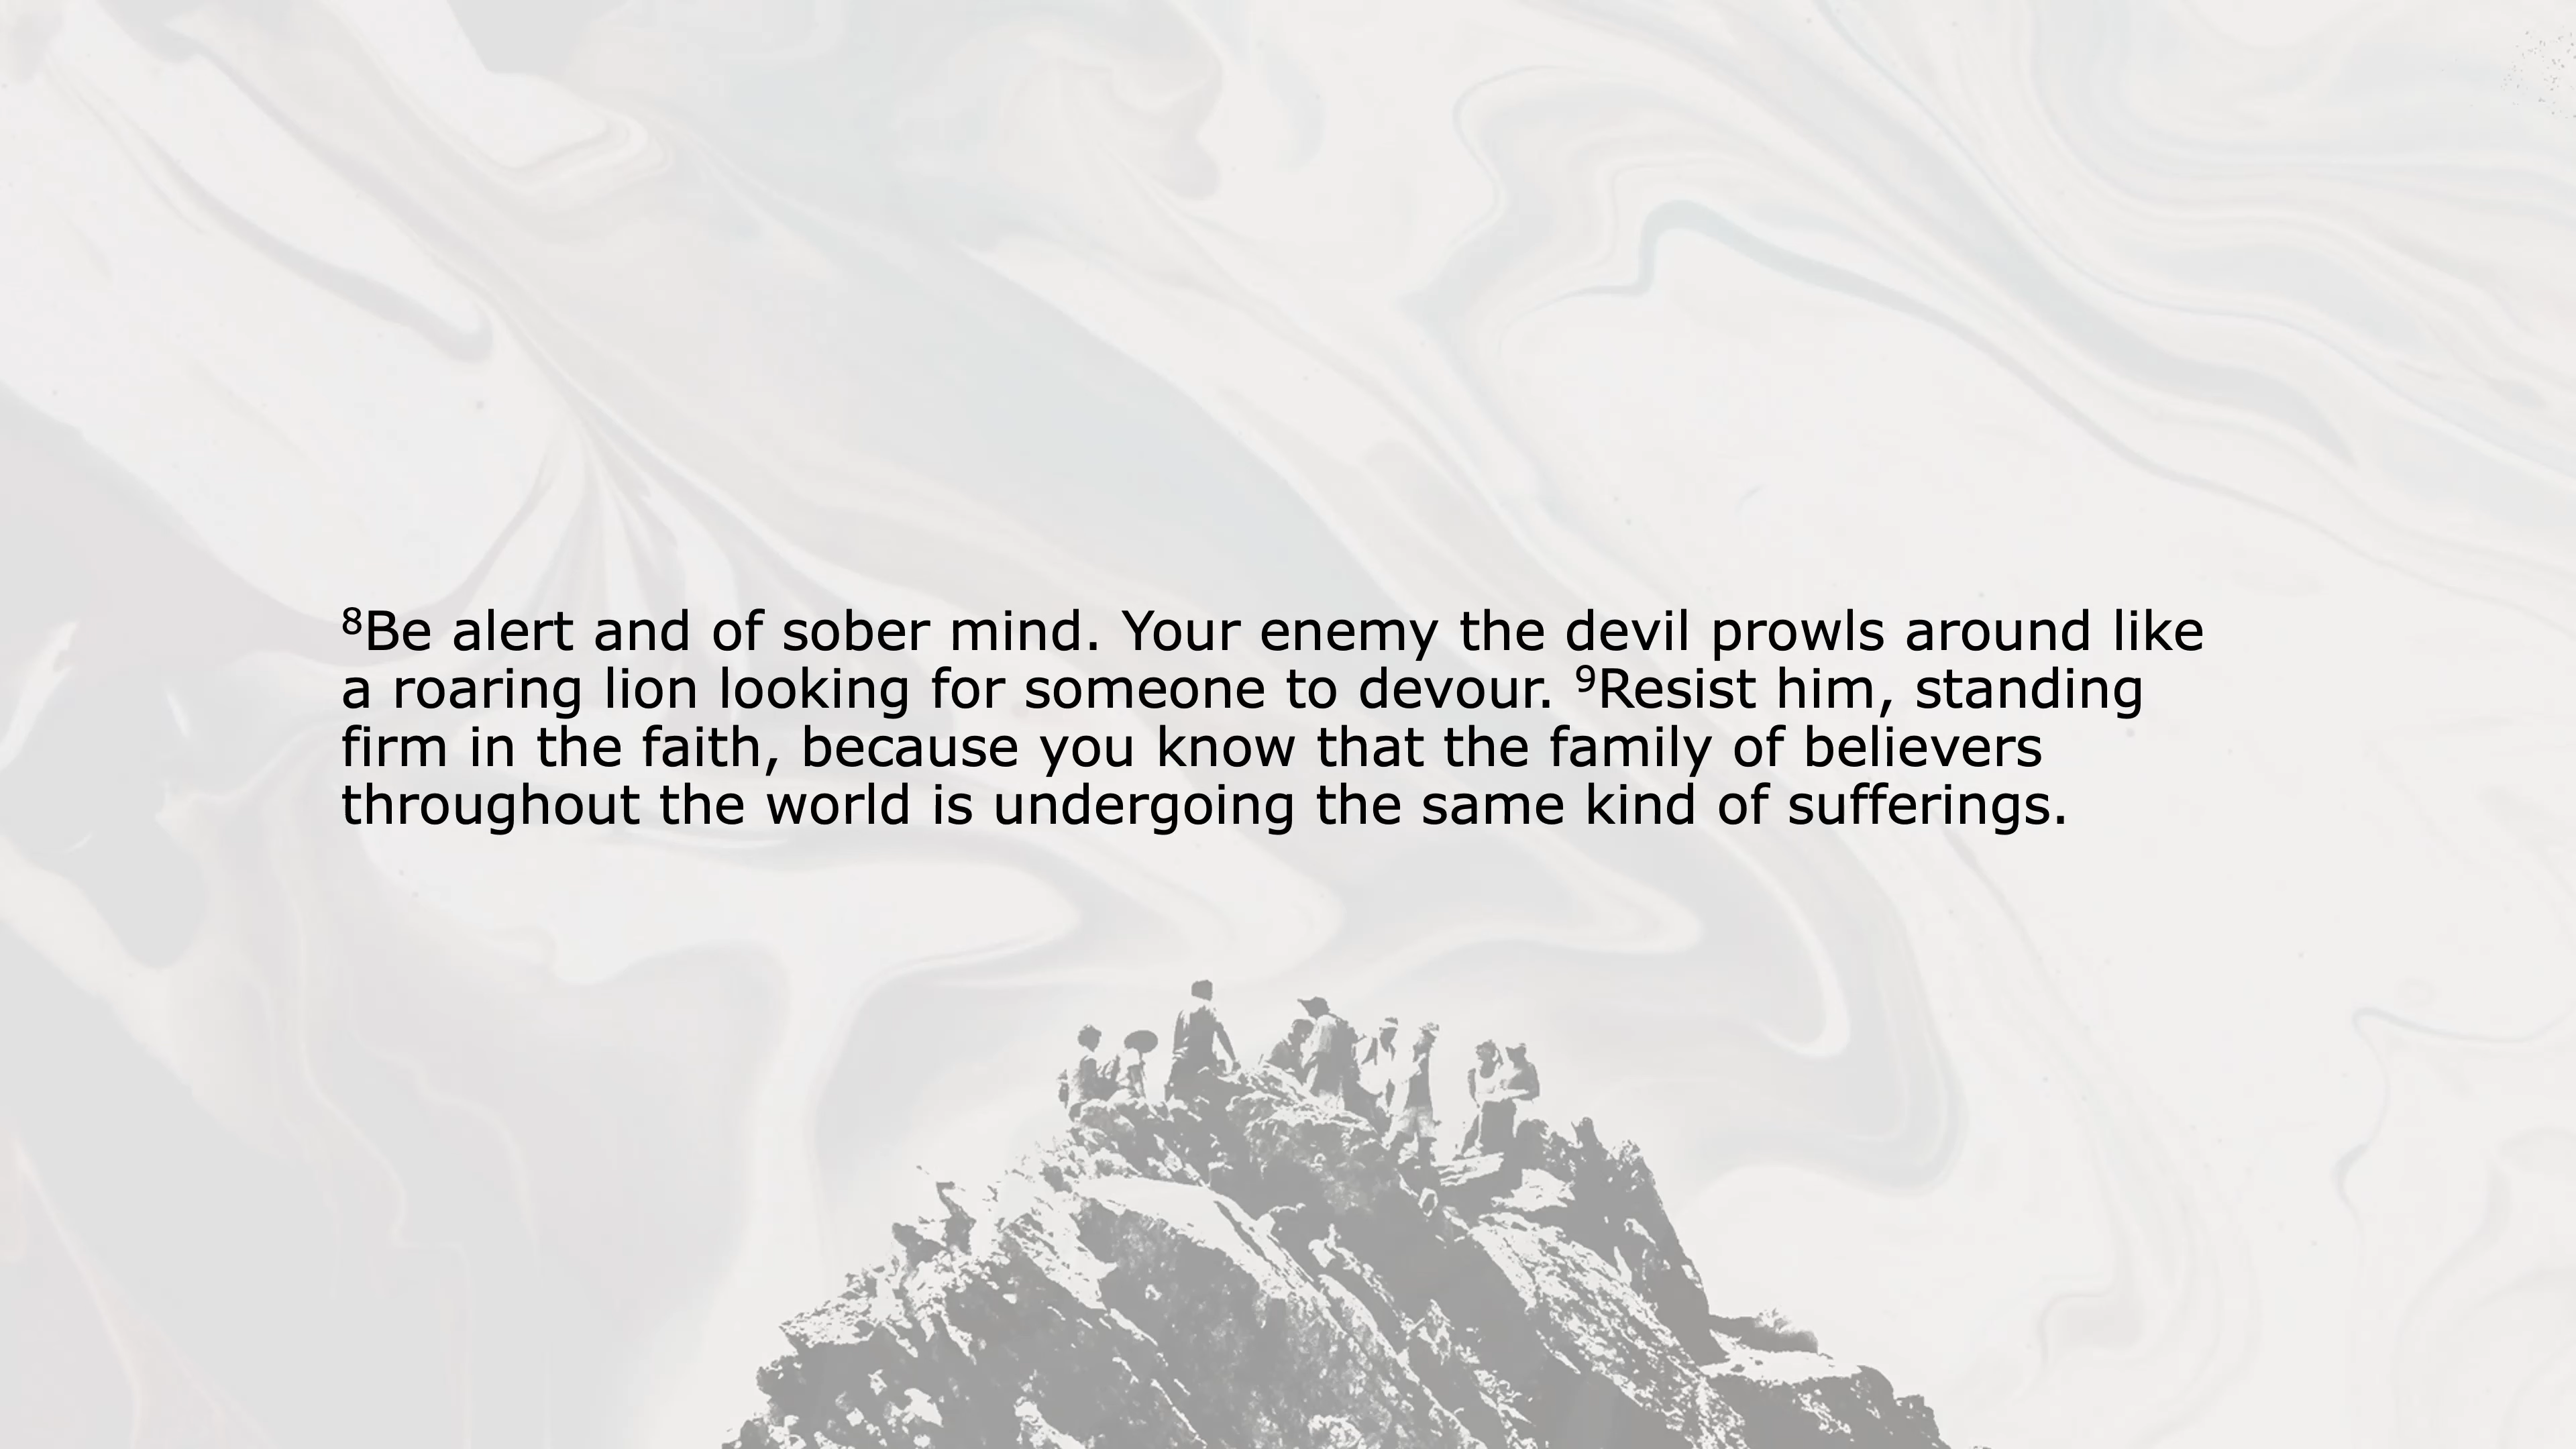 ⁸Be alert and of sober mind. Your enemy the devil prowls around like
a roaring lion looking for someone to devour. ⁹Resist him, standing
firm in the faith, because you know that the family of believers
throughout the world is undergoing the same kind of sufferings.